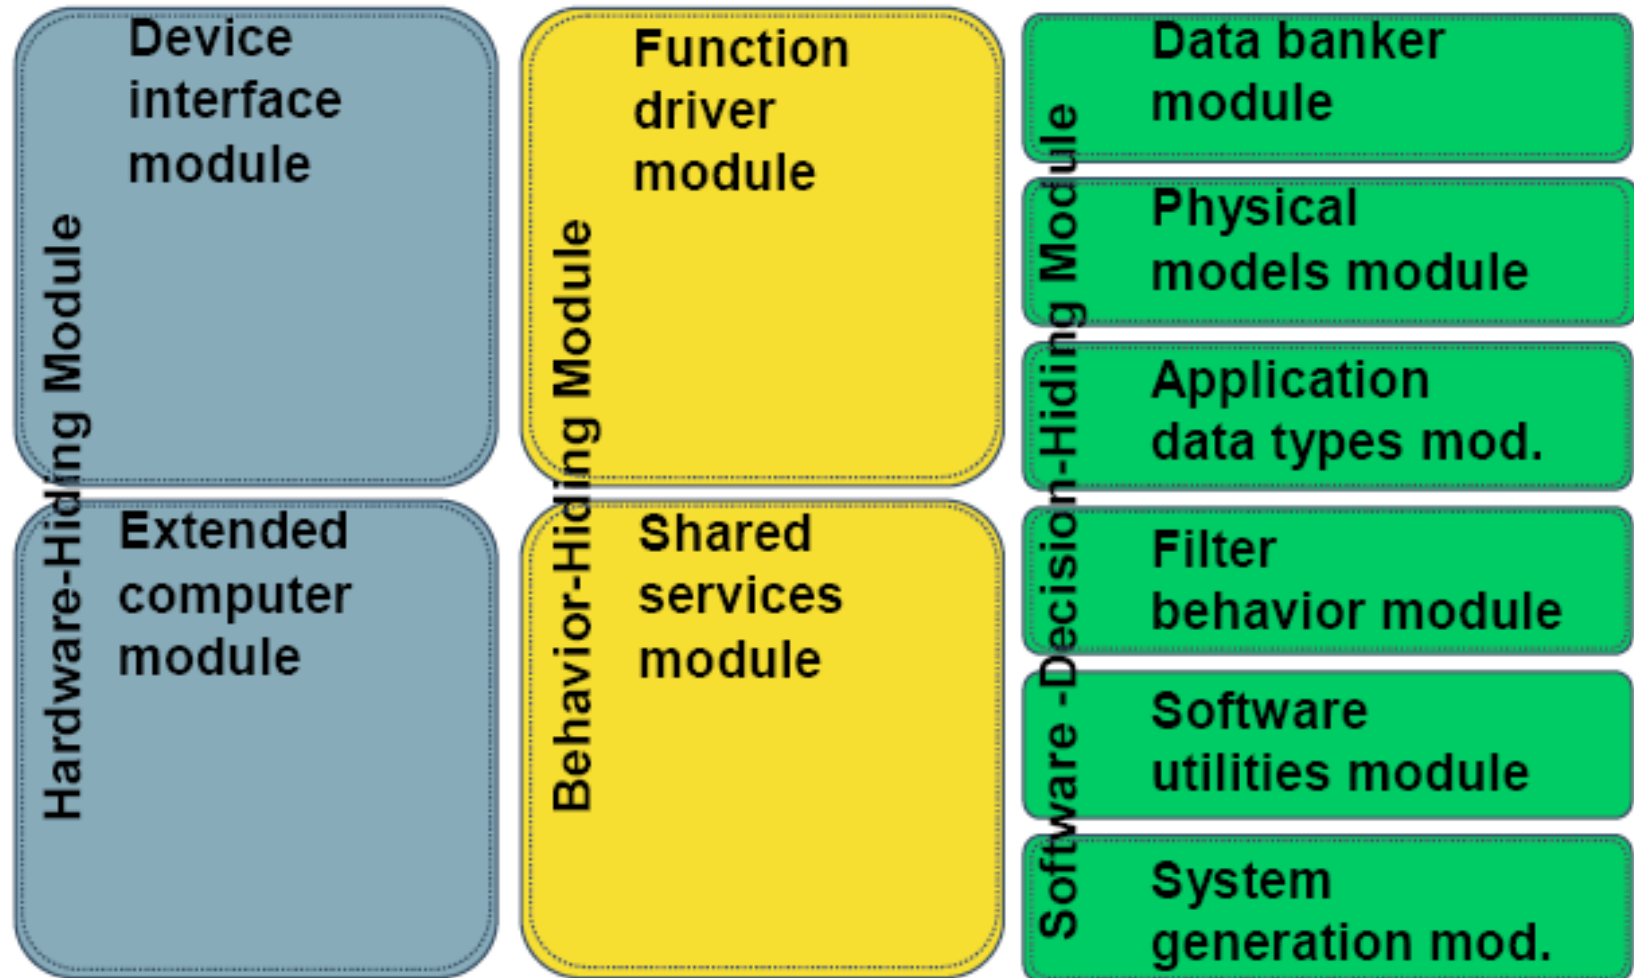 Hardware-Hiding Module
Device
interface
module
Extended
computer
module
Behavior-Hiding Module
Function
driver
module
Shared
services
module
Software -Decision-Hiding Module
Data banker
module
Physical
models module
Application
data types mod.
Filter
behavior module
Software
utilities module
System
generation mod.